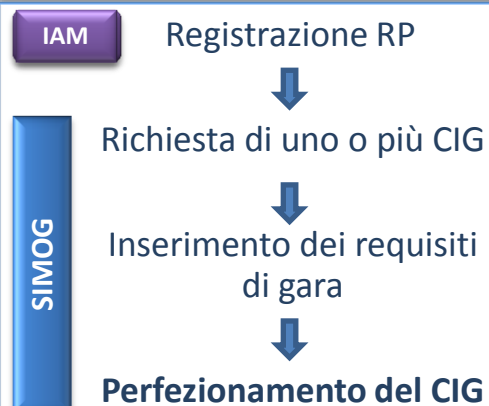 IAM
Registrazione RP
Richiesta di uno o più CIG
SIMOG
Inserimento dei requisiti
di gara
Perfezionamento del CIG